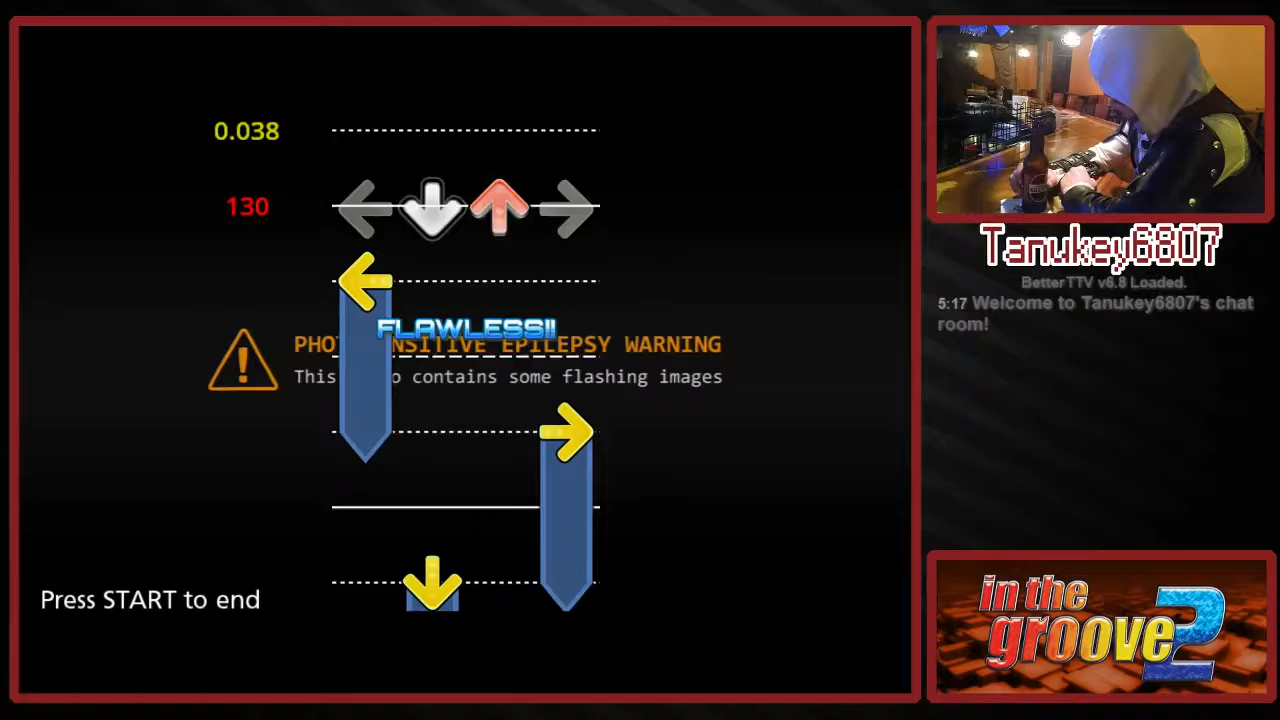 0.038
130
FLAWLESS!!
PHO NSITIVE EPILEPSY WARNING
This o contains some flashing images
Press START to end
Tanukey6807
BetterTTV v6.8 Loaded.
5:17 Welcome to Tanukey6807's chat
room!
in the
groove
2